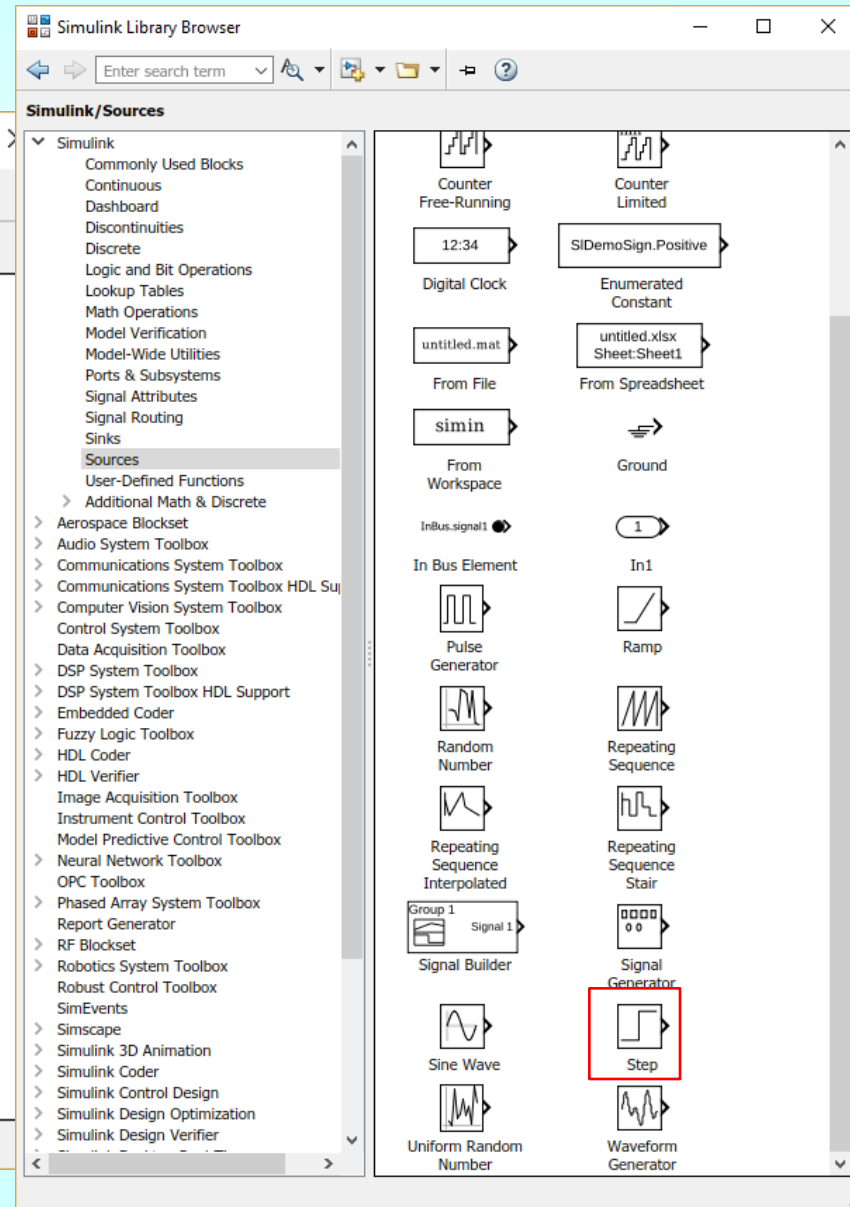 Simulink Library Browser
Enter search term
Simulink/Sources
Simulink
Commonly Used Blocks
Continuous
Dashboard
Discontinuities
Discrete
Logic and Bit Operations
Lookup Tables
Math Operations
Model Verification
Model-Wide Utilities
Ports & Subsystems
Signal Attributes
Signal Routing
Sinks
Sources
User-Defined Functions
Additional Math & Discrete
Aerospace Blockset
Audio System Toolbox
Communications System Toolbox
Communications System Toolbox HDL Su
Computer Vision System Toolbox
Control System Toolbox
Data Acquisition Toolbox
DSP System Toolbox
DSP System Toolbox HDL Support
Embedded Coder
Fuzzy Logic Toolbox
HDL Coder
HDL Verifier
Image Acquisition Toolbox
Instrument Control Toolbox
Model Predictive Control Toolbox
Neural Network Toolbox
OPC Toolbox
Phased Array System Toolbox
Report Generator
RF Blockset
Robotics System Toolbox
Robust Control Toolbox
SimEvents
Simscape
Simulink 3D Animation
Simulink Coder
Simulink Control Design
Simulink Design Optimization
Simulink Design Verifier
Counter
Free-Running
Counter
Limited
12:34
Digital Clock
SlDemoSign.Positive
Enumerated
Constant
untitled.mat
From File
untitled.xlsx
Sheet:Sheet1
From Spreadsheet
simin
From
Workspace
Ground
InBus.signal1
In Bus Element
1
In1
Pulse
Generator
Ramp
Random
Number
Repeating
Sequence
Repeating
Sequence
Interpolated
Repeating
Sequence
Stair
Group 1
Signal 1
Signal Builder
Signal
Generator
Sine Wave
Step
Uniform Random
Number
Waveform
Generator